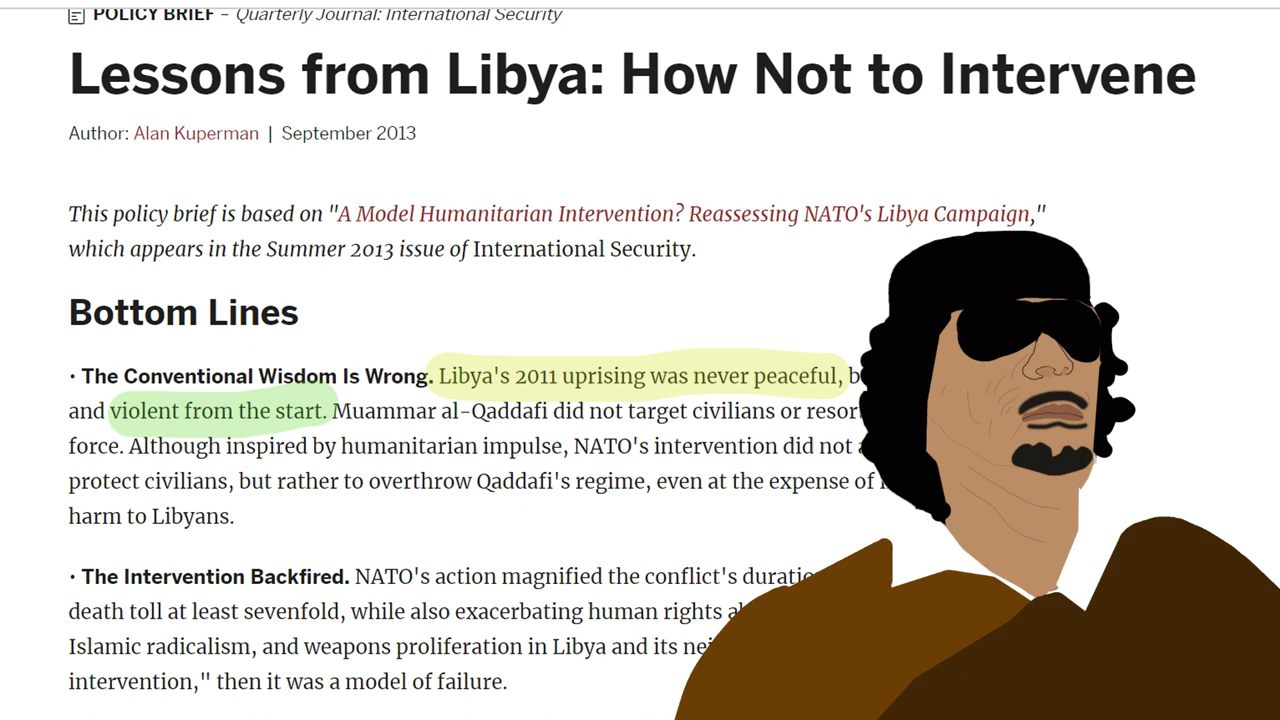 POLICY BRIEF – Quarterly Journal: International Security
Lessons from Libya: How Not to Intervene
Author: Alan Kuperman | September 2013
This policy brief is based on "A Model Humanitarian Intervention? Reassessing NATO's Libya Campaign,"
which appears in the Summer 2013 issue of International Security.
Bottom Lines
• The Conventional Wisdom Is Wrong. Libya's 2011 uprising was never peaceful,
and violent from the start. Muammar al-Qaddafi did not target civilians or
force. Although inspired by humanitarian impulse, NATO's intervention did not
protect civilians, but rather to overthrow Qaddafi's regime, even at the expense of
harm to Libyans.
• The Intervention Backfired. NATO's action magnified the conflict's
death toll at least sevenfold, while also exacerbating human rights
Islamic radicalism, and weapons proliferation in Libya and its
intervention," then it was a model of failure.